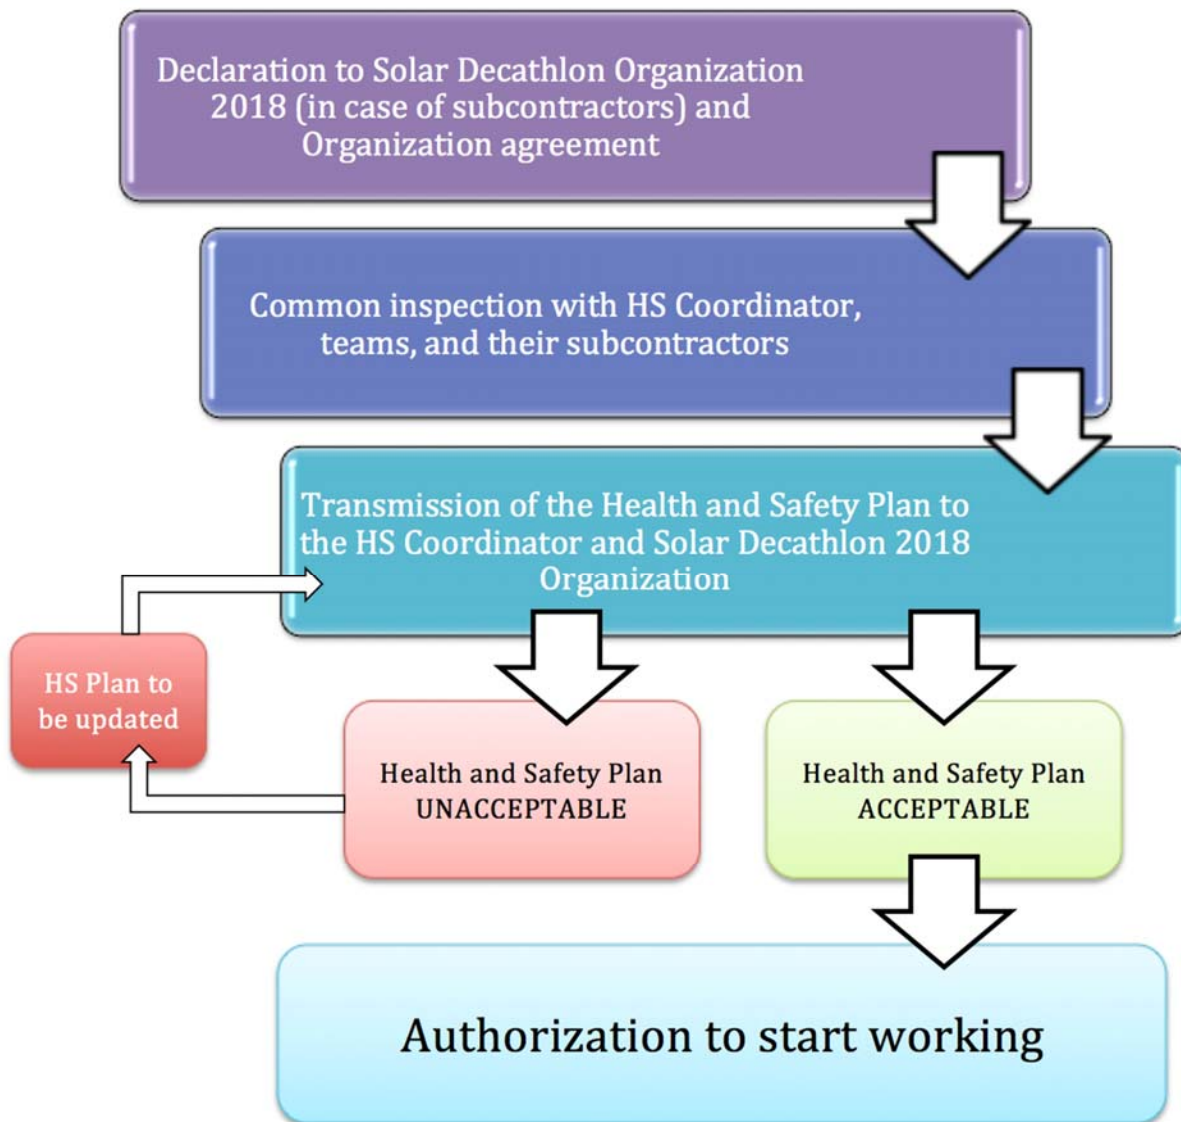 Declaration to Solar Decathlon Organization
2018 (in case of subcontractors) and
Organization agreement
Common inspection with HS Coordinator,
teams, and their subcontractors
Transmission of the Health and Safety Plan to
the HS Coordinator and Solar Decathlon 2018
Organization
HS Plan to
be updated
Health and Safety Plan
UNACCEPTABLE
Health and Safety Plan
ACCEPTABLE
Authorization to start working